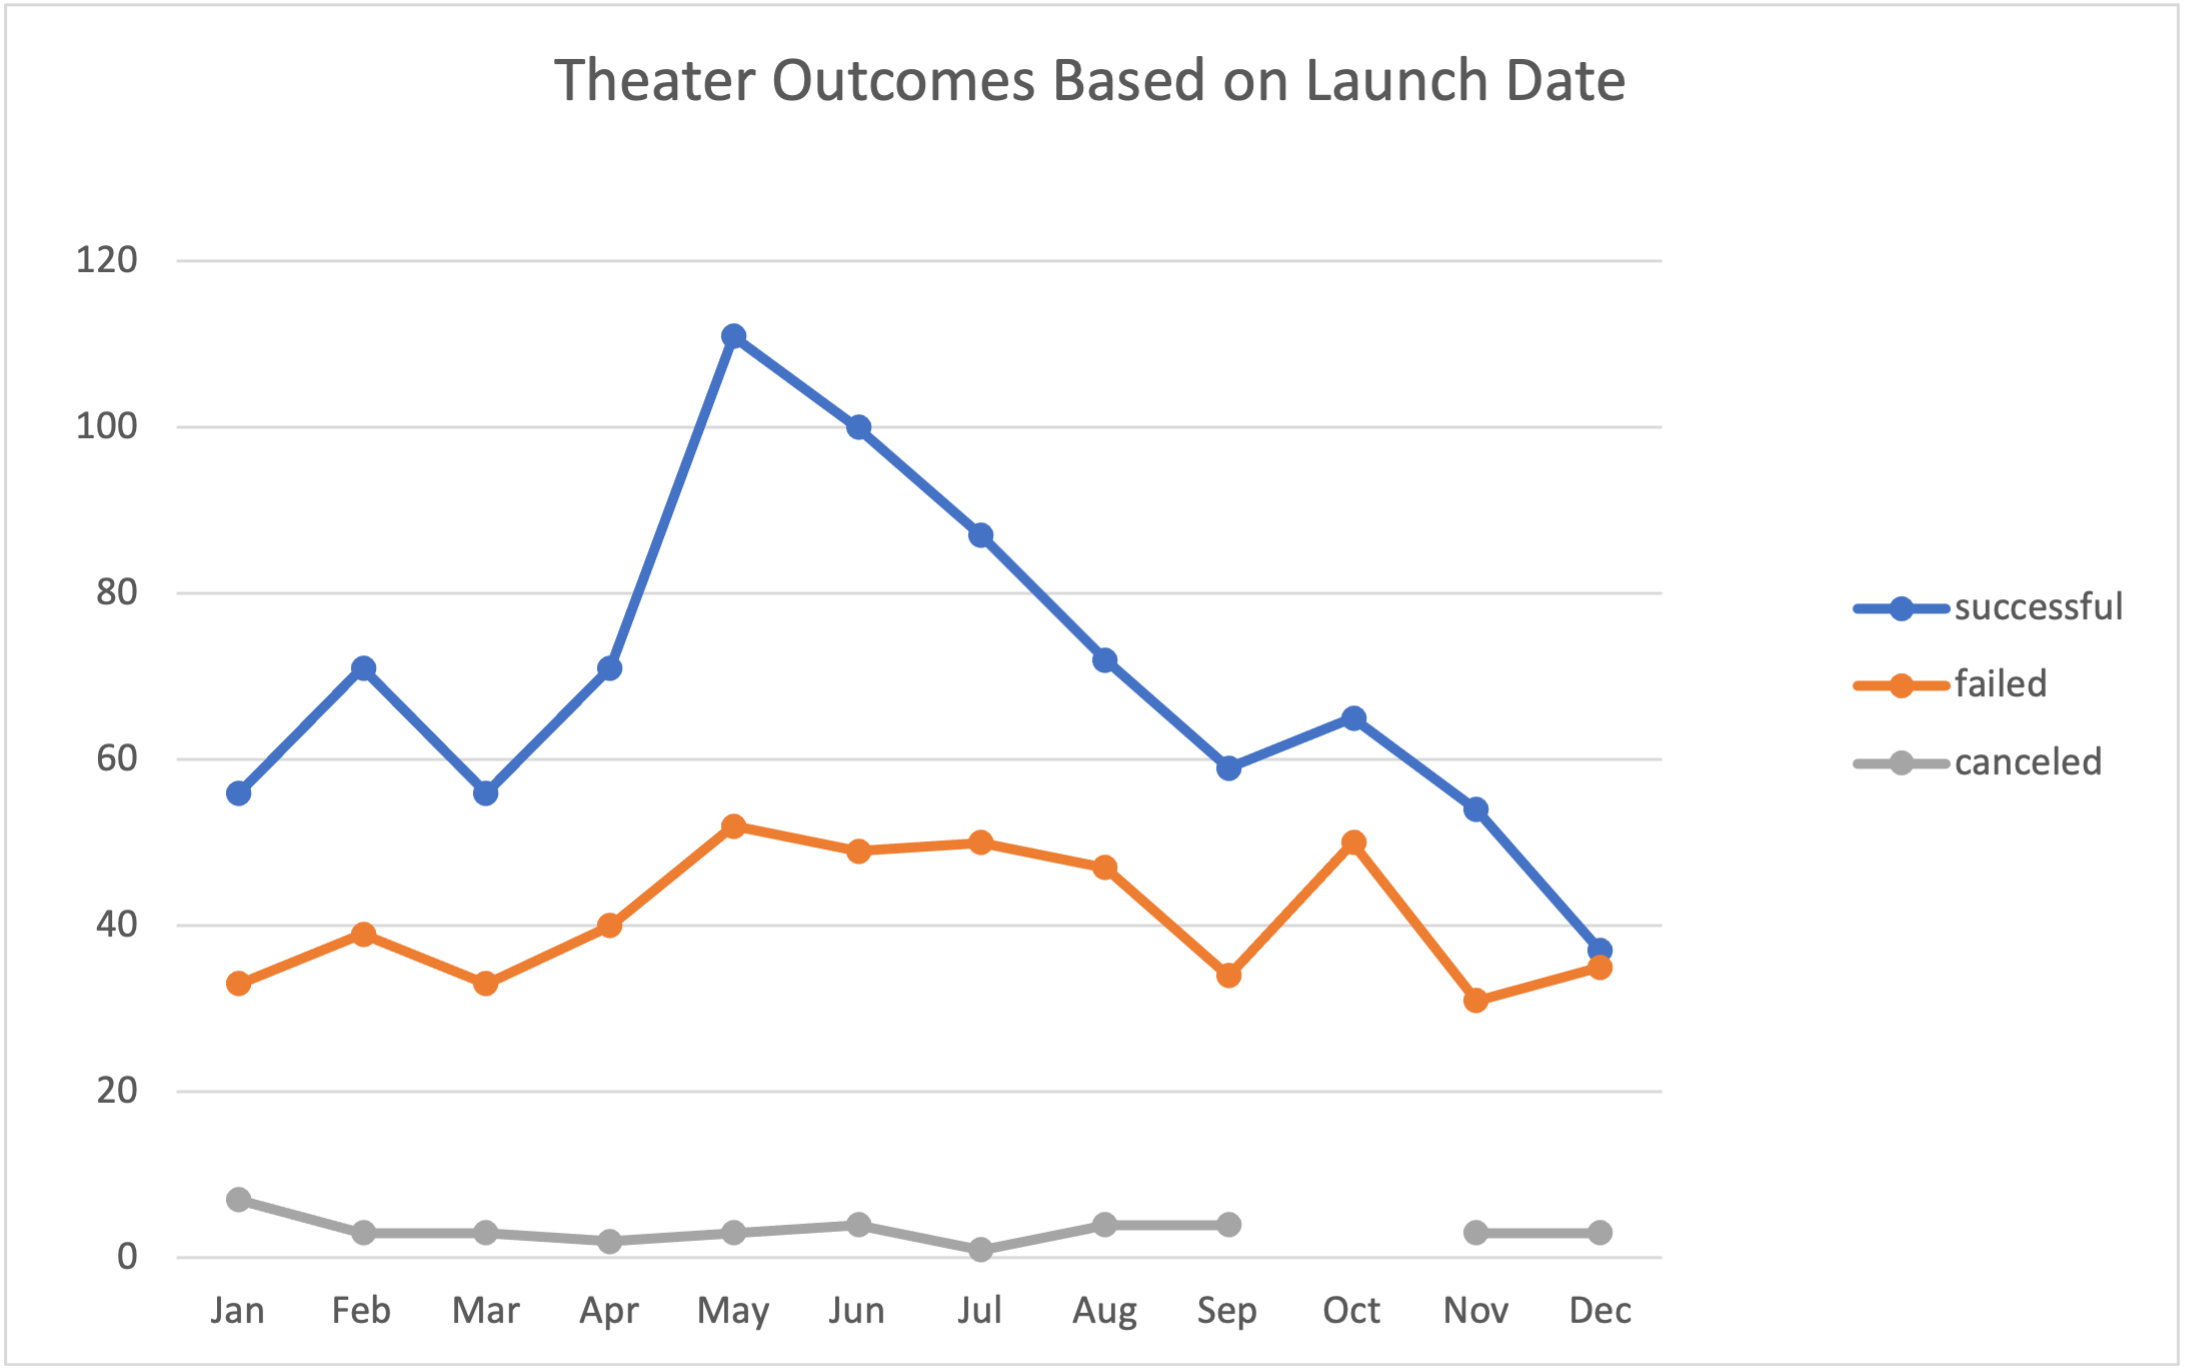 Theater Outcomes Based on Launch Date
120
100
80
60
40
20
0
Jan Feb Mar Apr May Jun Jul Aug Sep Oct Nov Dec
successful
failed
canceled